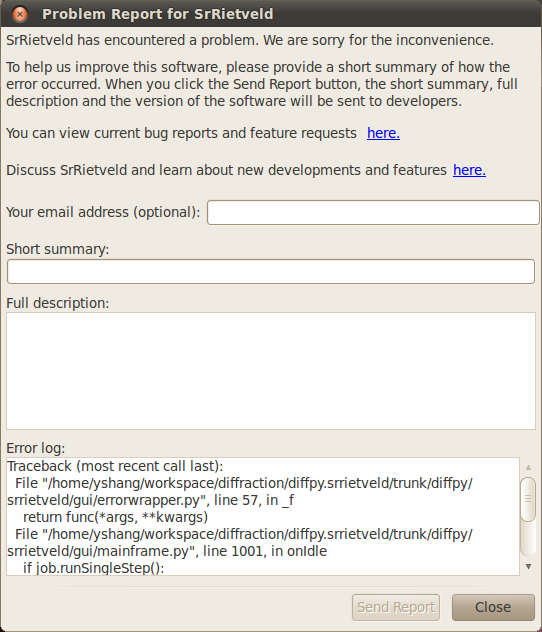 Problem Report for SrRietveld
SrRietveld has encountered a problem. We are sorry for the inconvenience.
To help us improve this software, please provide a short summary of how the
error occurred. When you click the Send Report button, the short summary, full
description and the version of the software will be sent to developers.
You can view current bug reports and feature requests here.
Discuss SrRietveld and learn about new developments and features here.
Your email address (optional):
Short summary:
Full description:
Error log:
Traceback (most recent call last):
File "/home/yshang/workspace/diffraction/diffpy.srrietveld/trunk/diffpy/
srrietveld/gui/errorwrapper.py", line 57, in _f
return func(*args, **kwargs)
File "/home/yshang/workspace/diffraction/diffpy.srrietveld/trunk/diffpy/
srrietveld/gui/mainframe.py", line 1001, in onIdle
if job.runSingleStep():
Send Report Close